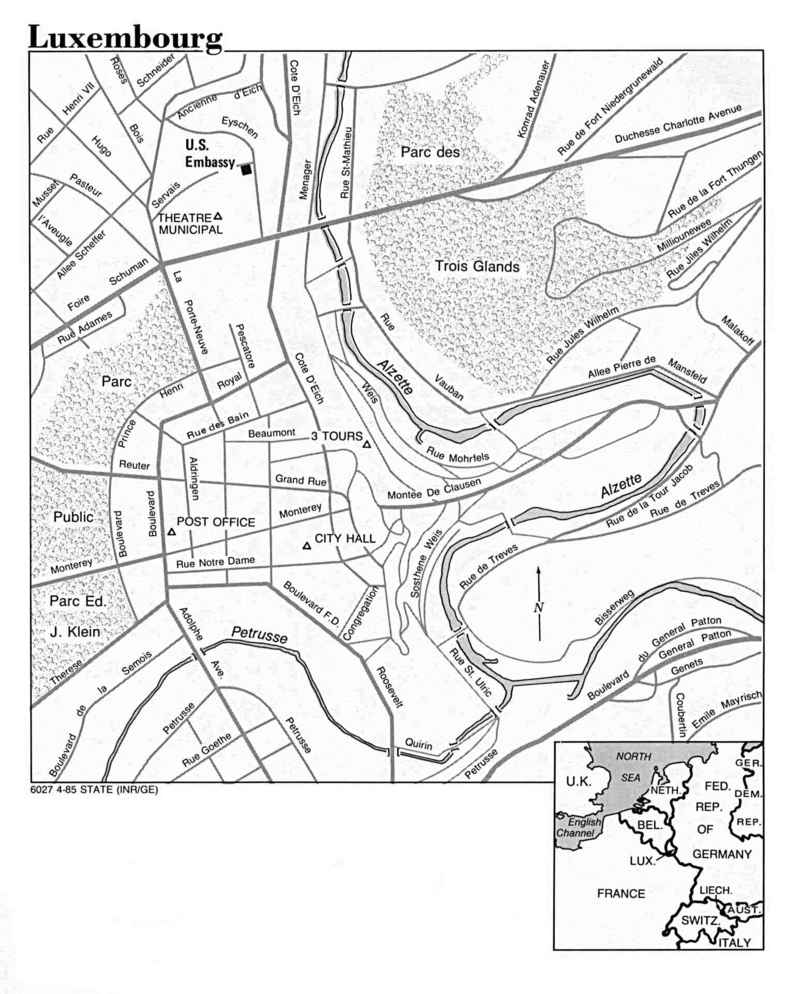 Luxembourg
Roses
Schneider
Cote D'Eich
Konrad Adenauer
Rue de Fort Niedergrunewald
Rue Henri VII
Ancienne d'Eich
Duchesse Charlotte Avenue
Hugo
Bois
Eyschen
U.S.
Embassy
Menager
Rue St-Mathieu
Parc des
Musset
Pasteur
Servais
Rue de la Fort Thungen
THEATRE
MUNICIPAL
l'Aveugle
Allee Scheffer
Milliounewee
Rue Jiles Wilhelm
Trois Glands
Foire Schuman
La Porte-Neuve
Rue Adames
Rue
Vauban
Rue Jules Wilhelm
Malakoff
Pescatore
Cote D'Eich
Alzette
Allee Pierre de Mansfeld
Parc
Henri
Royal
Weis
Prince
Rue des Bain
Beaumont
3 TOURS
Rue Mohrfels
Reuter
Aldringen
Grand Rue
Montée De Clausen
Alzette
Rue de la Tour Jacob
Rue de Treves
Public
Boulevard
Boulevard
POST OFFICE
Monterey
CITY HALL
Monterey
Rue Notre Dame
Sosthene Weis
Rue de Treves
Parc Ed.
J. Klein
Boulevard F.D.
Roosevelt
Congregation
N
Bisserweg
Adolphe
Ave.
Petrusse
Therese
Boulevard de la Semois
Rue St. Ulric
Boulevard du General Patton
General Patton
Genets
Coubertin
Emile Mayrisch
Petrusse
Rue Goethe
Petrusse
Quirin
Petrusse
6027 4-85 STATE (INR/GE)
NORTH
SEA
GER.
U.K.
NETH.
FED.
DEM.
REP.
REP.
English
Channel
BEL.
OF
GERMANY
LUX.
FRANCE
LIECH.
AUST.
SWITZ.
ITALY